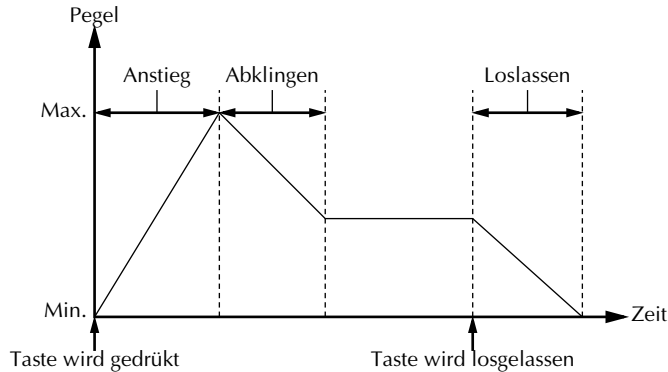 Pegel
Anstieg Abklingen Loslassen
Max.
Min.
Zeit
Taste wird gedrükt Taste wird losgelassen